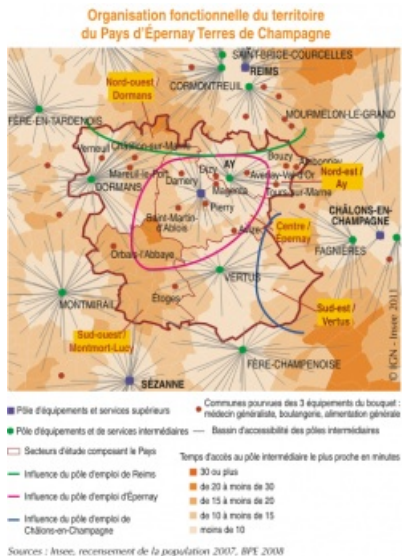 Organisation fonctionnelle du territoire
du Pays d'Épernay Terres de Champagne
SAINT-BRICE-COURCELLES
REIMS
Nord-ouest /
Dormans
CORMONTREUIL
FÈRE-EN-TARDENOIS
MOURMELON-LE-GRAND
Verneuil
Châtillon-sur-Marne
AY
Bouzy
Ambonnay
Mareuil-le-Port
Dizy
Avenay-Val-d'Or
Nord-est /
Ay
DORMANS
Damery
Magenta
Tours-sur-Marne
Pierry
CHÂLONS-EN-
CHAMPAGNE
Saint-Martin
d'Ablois
Avize
Centre /
Épernay
FAGNIÈRES
Orbais-l'Abbaye
VERTUS
Étoges
MONTMIRAIL
Sud-est /
Vertus
Sud-ouest /
Montmort-Lucy
FÈRE-CHAMPENOISE
SÉZANNE
© IGN - Insee 2011
Pôle d'équipements et services supérieurs
Pôle d'équipements et de services intermédiaires
Secteurs d'étude composant le Pays
Influence du pôle d'emploi de Reims
Influence du pôle d'emploi d'Épernay
Influence du pôle d'emploi de
Châlons-en-Champagne
Communes pourvues des 3 équipements du bouquet :
médecin généraliste, boulangerie, alimentation générale
Bassin d'accessibilité des pôles intermédiaires
Temps d'accès au pôle intermédiaire le plus proche en minutes
30 ou plus
de 20 à moins de 30
de 15 à moins de 20
de 10 à moins de 15
moins de 10
Sources : Insee, recensement de la population 2007, BPE 2008